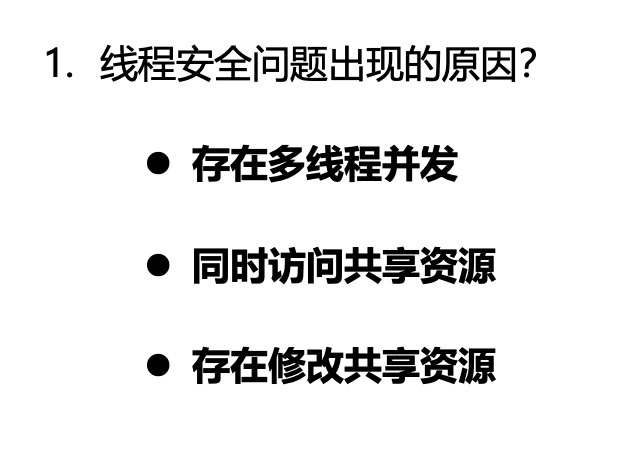 1. 线程安全问题出现的原因？
● 存在多线程并发
● 同时访问共享资源
● 存在修改共享资源